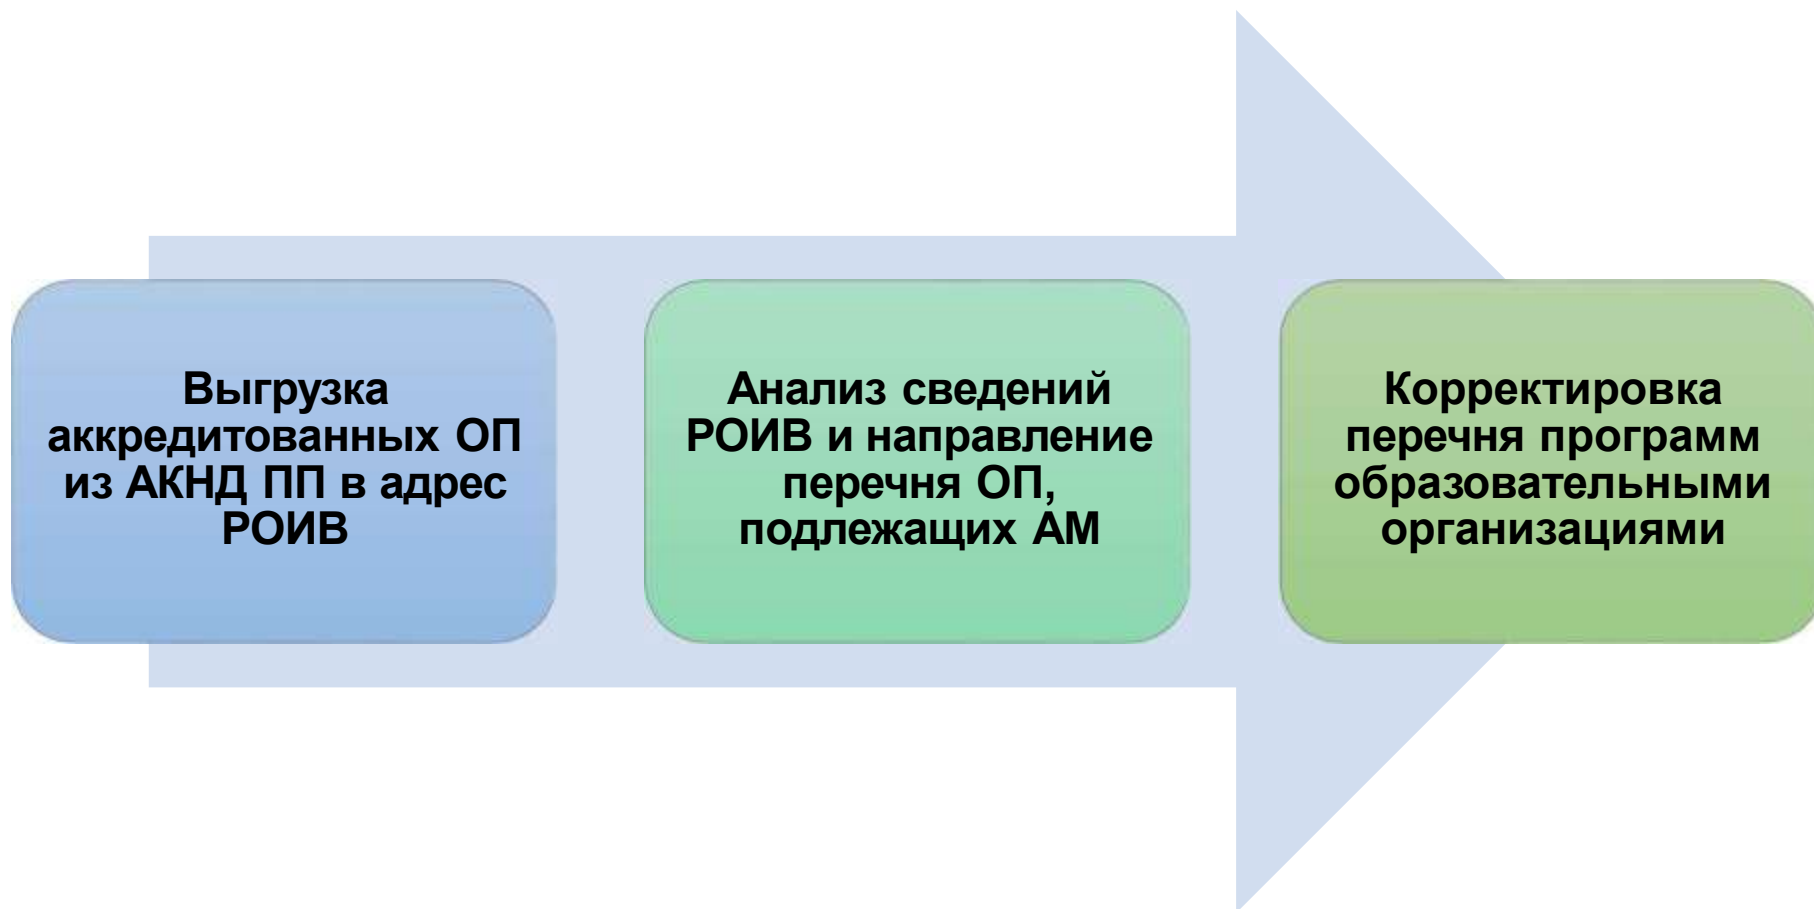 Выгрузка
аккредитованных ОП
из АКНД ПП в адрес
РОИВ
Анализ сведений
РОИВ и направление
перечня ОП,
подлежащих АМ
Корректировка
перечня программ
образовательными
организациями